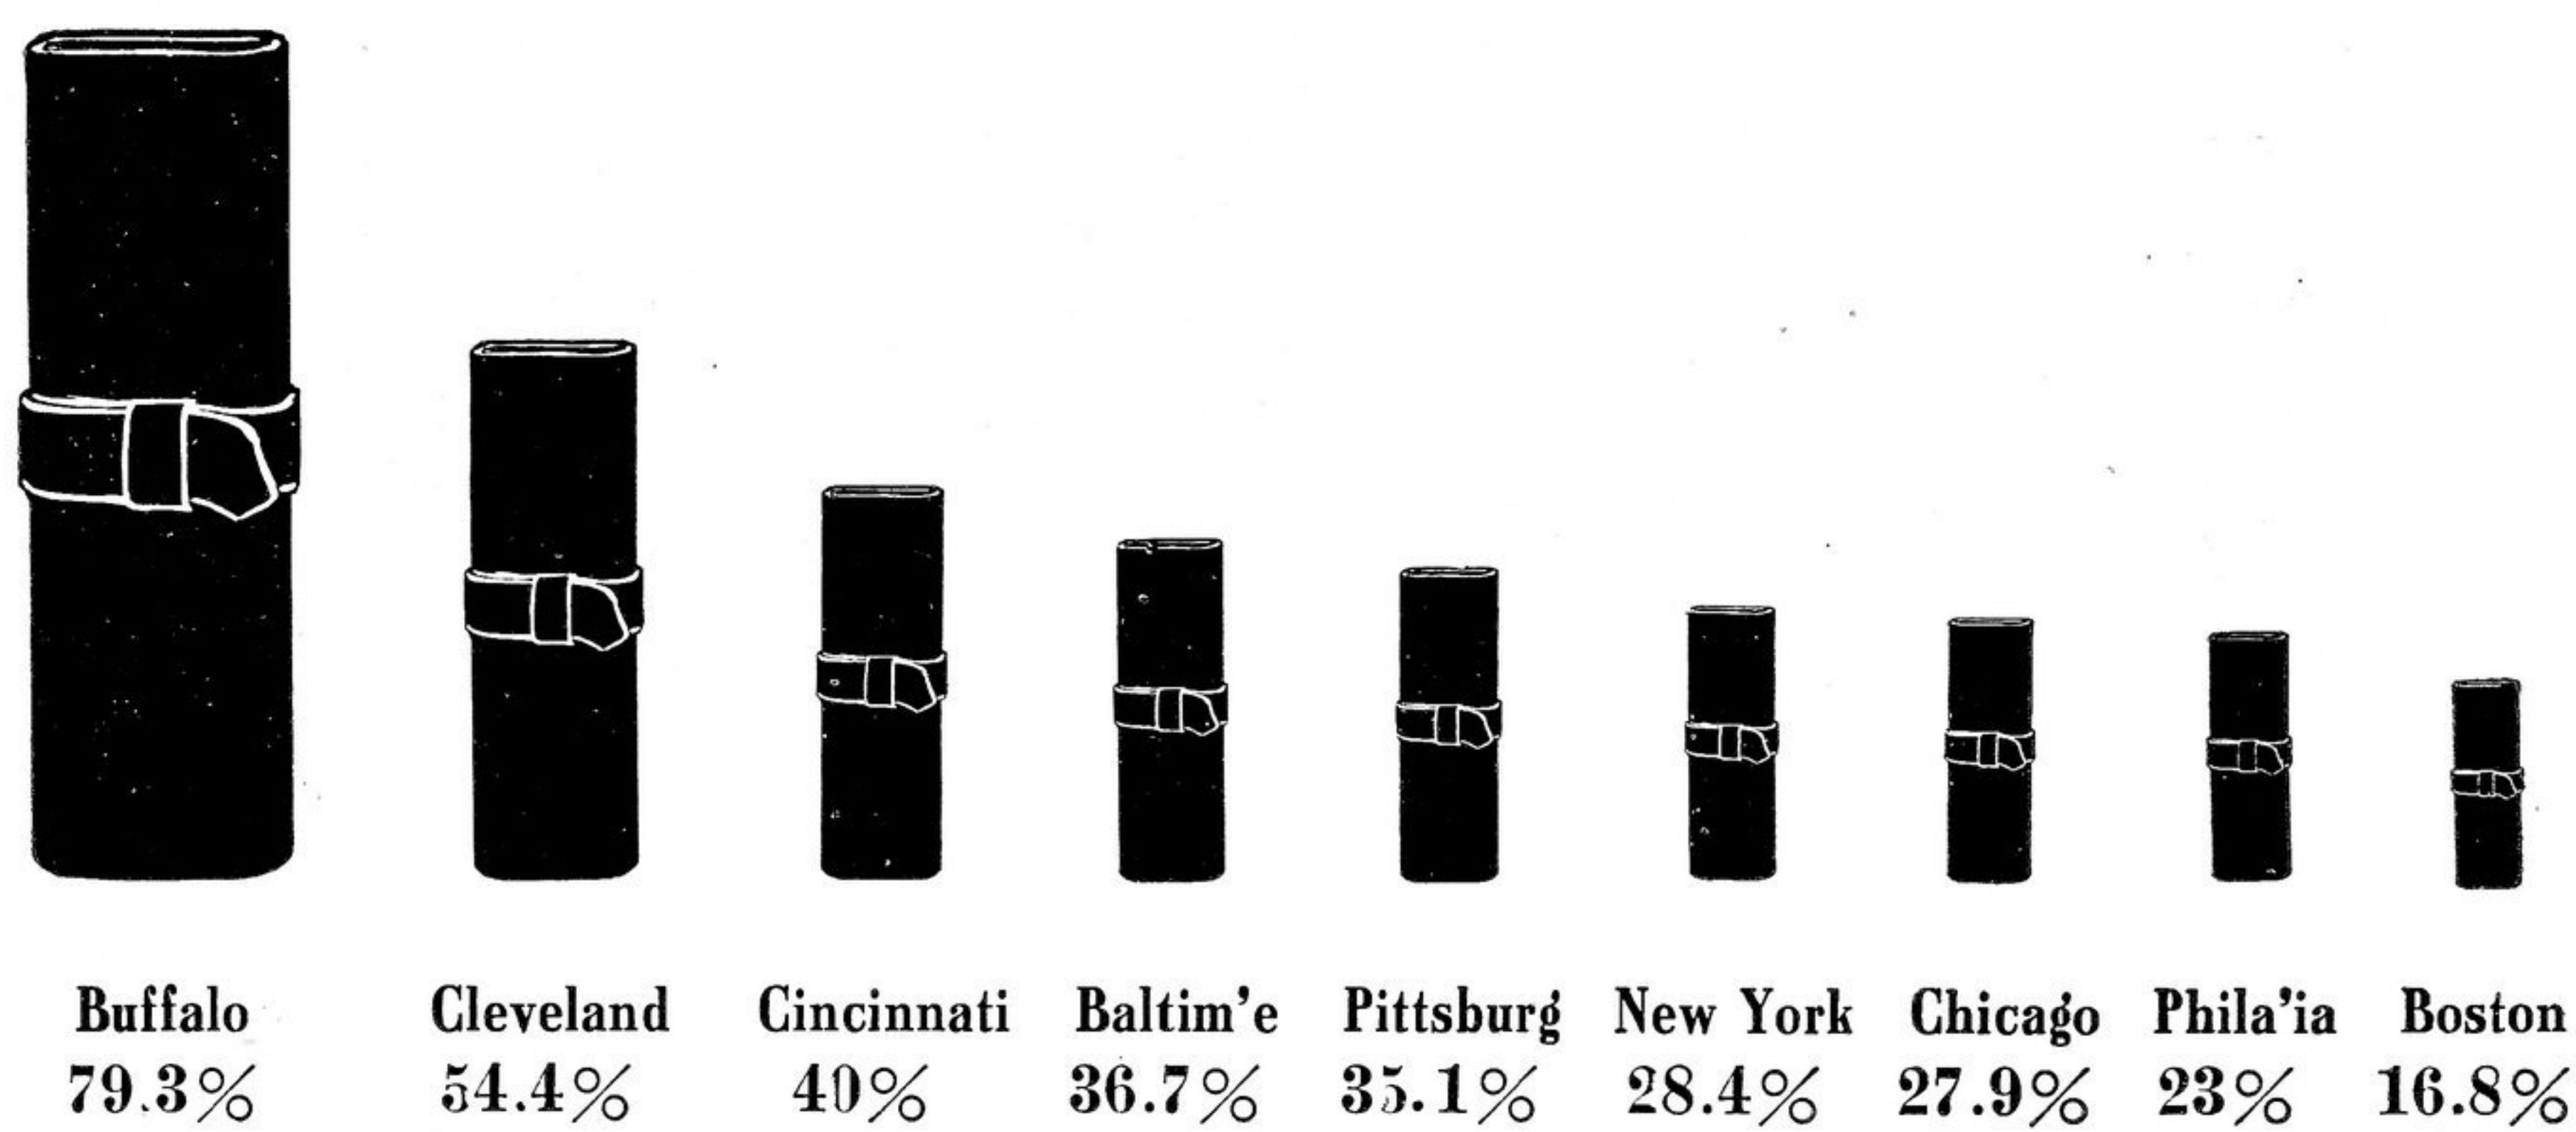 Buffalo Cleveland Cincinnati Baltim’e Pittsburg New York Chicago Phila’ia Boston
79.3% 54.4% 40% 36.7% 35.1% 28.4% 27.9% 23% 16.8%